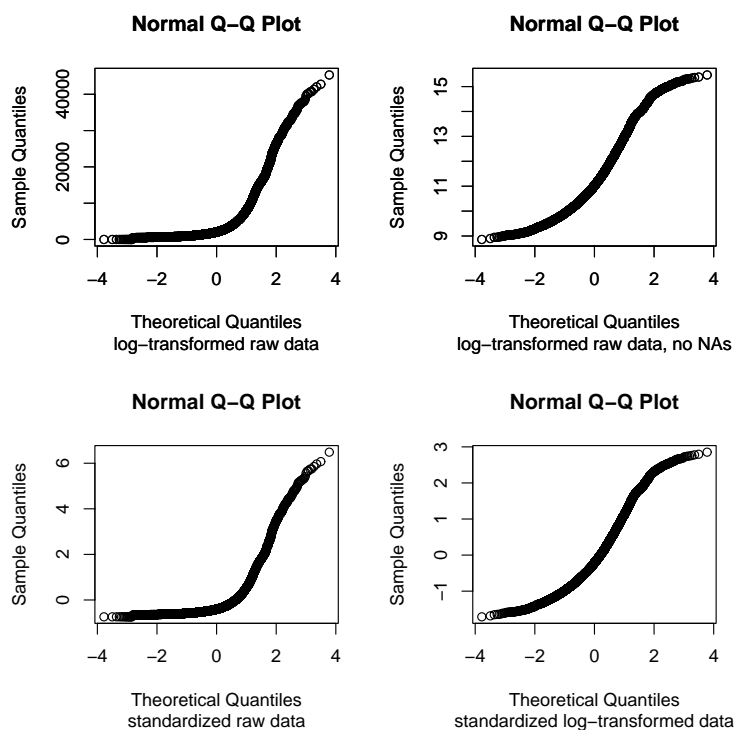 Normal Q−Q Plot
Sample Quantiles
40000
20000
0
−4 −2 0 2 4
Theoretical Quantiles
log−transformed raw data
Normal Q−Q Plot
Sample Quantiles
15
13
11
9
−4 −2 0 2 4
Theoretical Quantiles
log−transformed raw data, no NAs
Normal Q−Q Plot
Sample Quantiles
6
4
2
0
−4 −2 0 2 4
Theoretical Quantiles
standardized raw data
Normal Q−Q Plot
Sample Quantiles
3
2
1
0
−1
−4 −2 0 2 4
Theoretical Quantiles
standardized log−transformed data